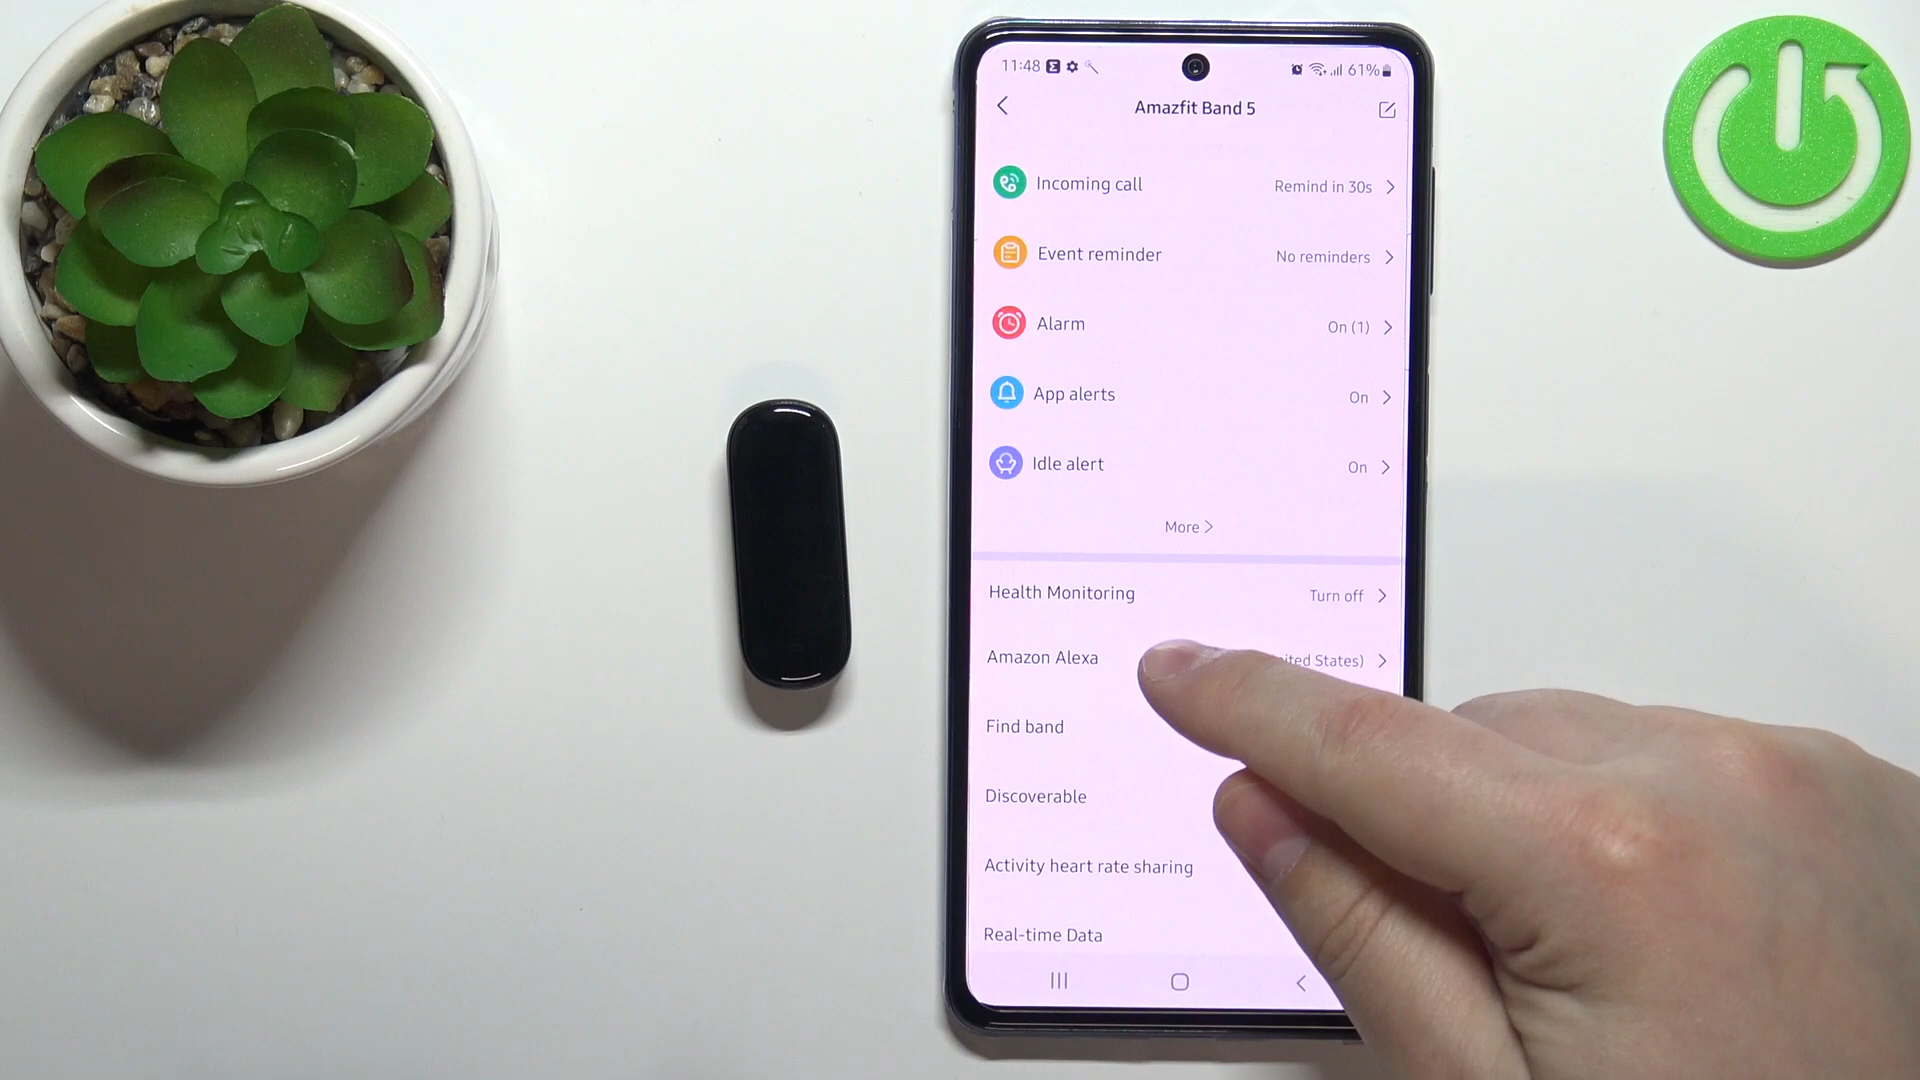 11:48 61%
Amazfit Band 5
Incoming call Remind in 30s
Event reminder No reminders
Alarm On (1)
App alerts On
Idle alert On
More
Health Monitoring Turn off
Amazon Alexa States)
Find band
Discoverable
Activity heart rate sharing
Real-time Data